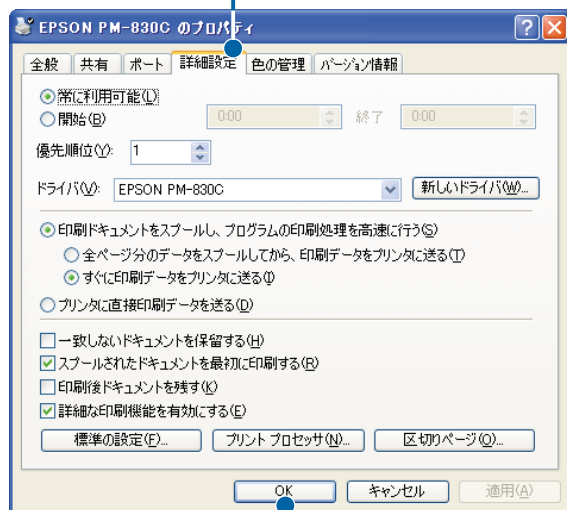 EPSON PM-830C のプロパティ
全般 共有 ポート 詳細設定 色の管理 バージョン情報
常に利用可能(L)
開始(B) 0:00 終了 0:00
優先順位(Y): 1
ドライバ(V): EPSON PM-830C 新しいドライバ(W)...
印刷ドキュメントをスプールし、プログラムの印刷処理を高速に行う(S)
全ページ分のデータをスプールしてから、印刷データをプリンタに送る(T)
すぐに印刷データをプリンタに送る(I)
プリンタに直接印刷データを送る(D)
一致しないドキュメントを保留する(H)
スプールされたドキュメントを最初に印刷する(R)
印刷後ドキュメントを残す(K)
詳細な印刷機能を有効にする(E)
標準の設定(F)... プリント プロセッサ(N)... 区切りページ(O)...
OK キャンセル 適用(A)